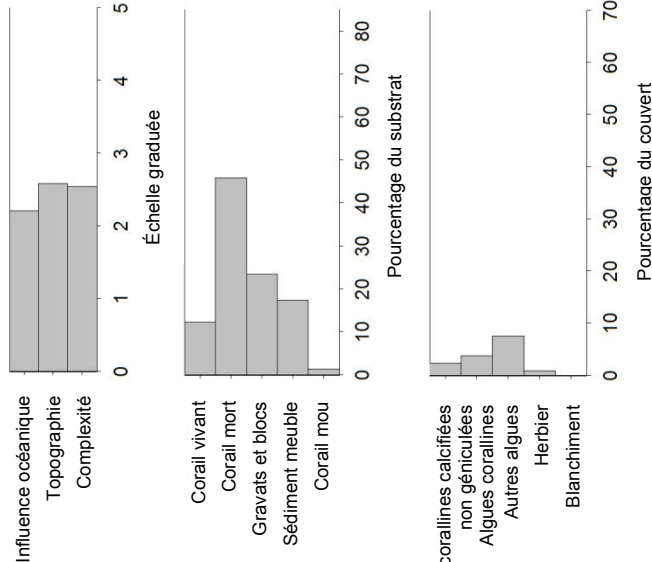 0 1 2 3 4 5
Échelle graduée
Influence océanique
Topographie
Complexité
0 10 20 30 40 50 60 70 80
Pourcentage du substrat
Corail vivant
Corail mort
Gravats et blocs
Sédiment meuble
Corail mou
0 10 20 30 40 50 60 70
Pourcentage du couvert
corallines calcifiées
non géniculées
Algues corallines
Autres algues
Herbier
Blanchiment